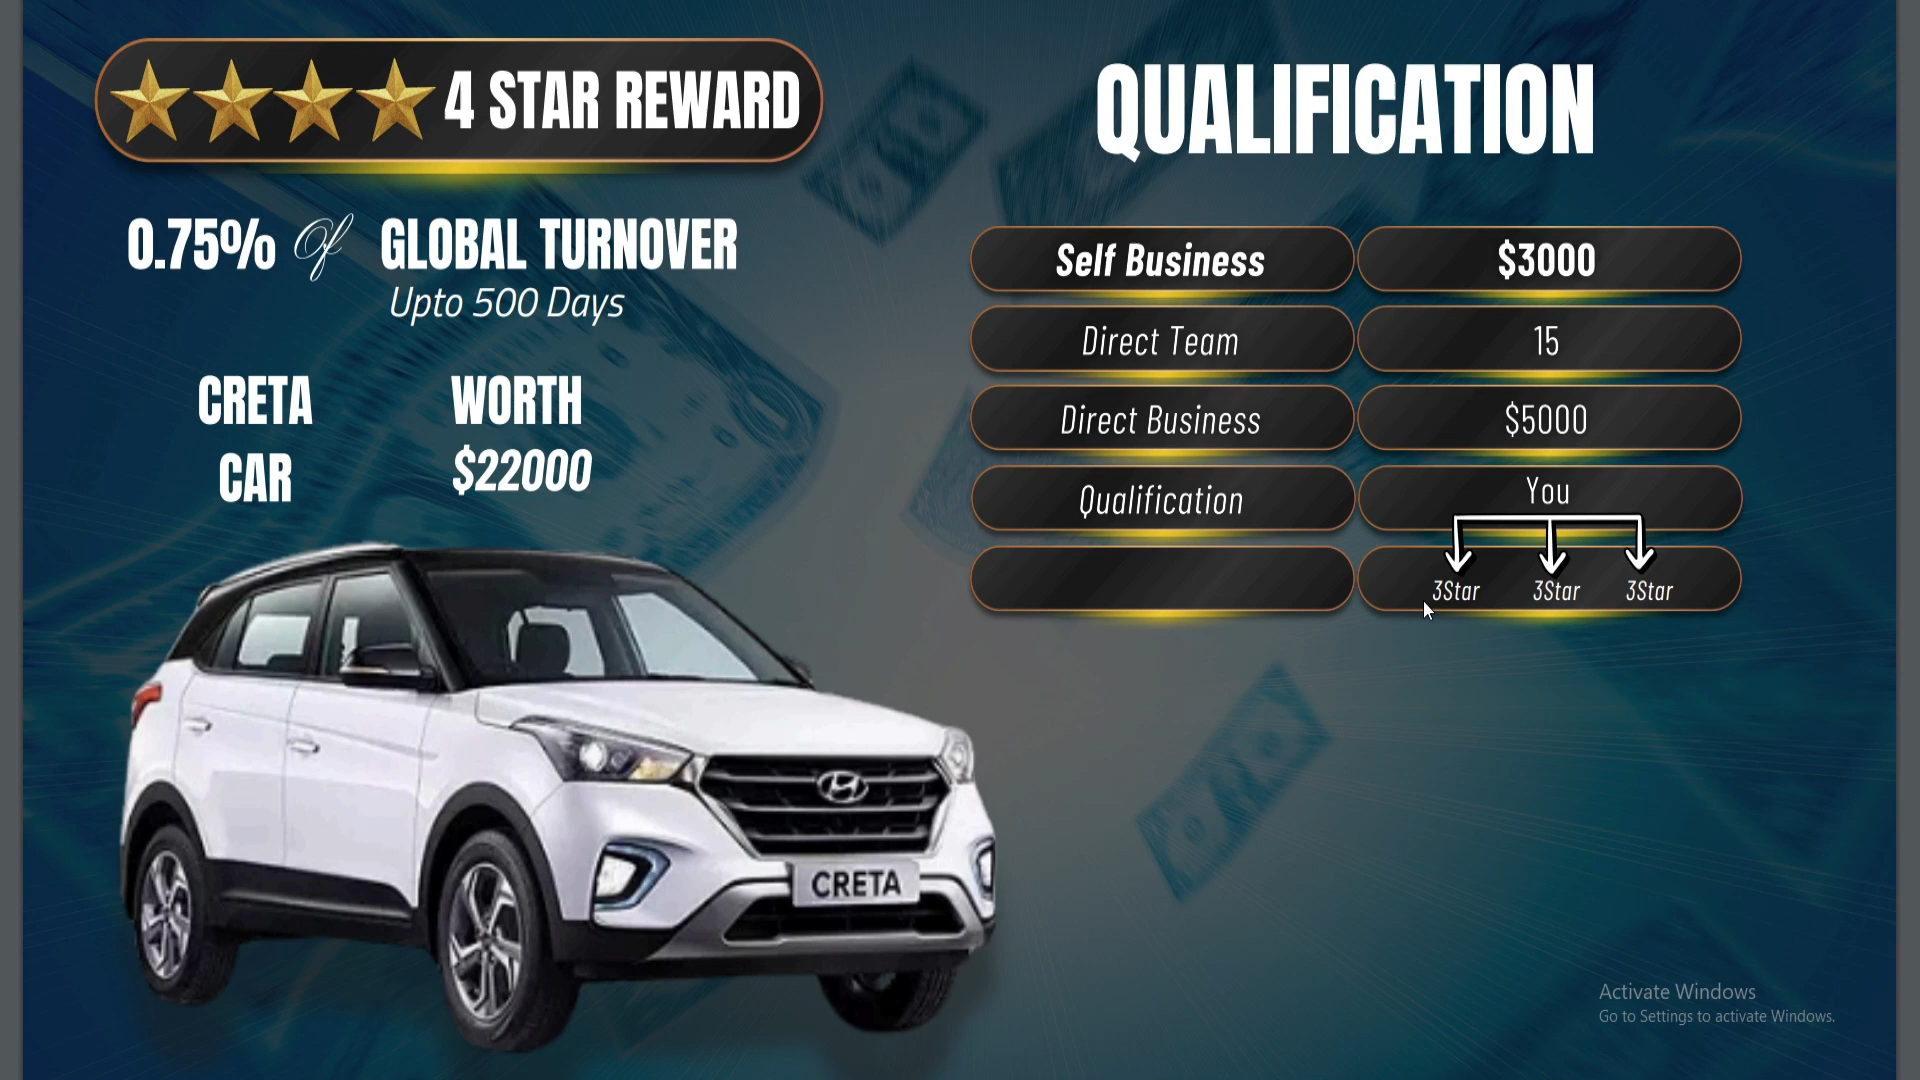 4 STAR REWARD
0.75% Of GLOBAL TURNOVER
Upto 500 Days
CRETA CAR
WORTH $22000
CRETA
QUALIFICATION
Self Business $3000
Direct Team 15
Direct Business $5000
Qualification You
3Star 3Star 3Star
Activate Windows
Go to Settings to activate Windows.